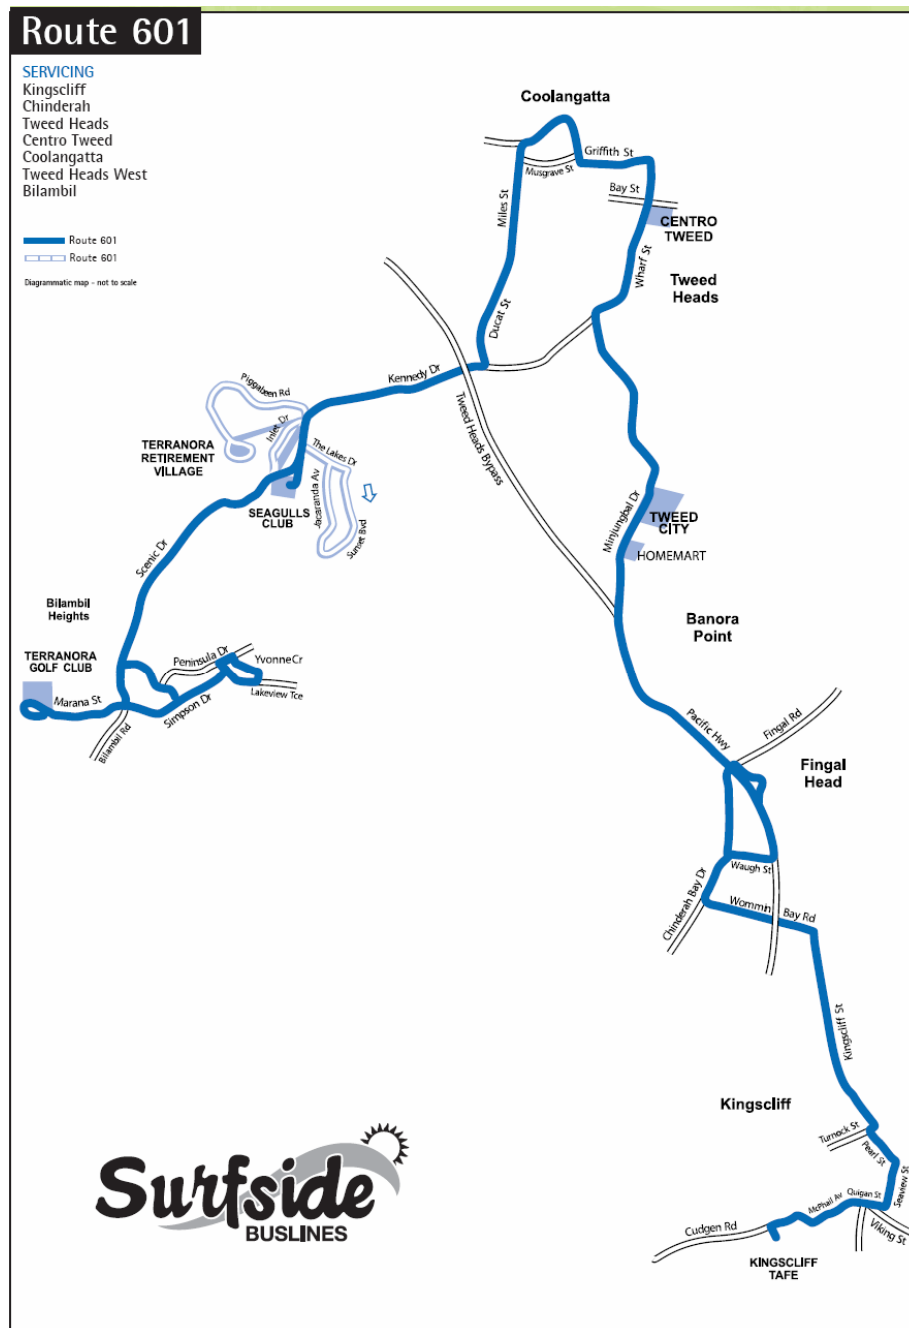 Route 601
SERVICING
Kingscliff
Chinderah
Tweed Heads
Centro Tweed
Coolangatta
Tweed Heads West
Bilambil
Route 601
Route 601
Diagrammatic map - not to scale
Coolangatta
Griffith St
Musgrave St
Bay St
Miles St
CENTRO
TWEED
Wharf St
Tweed
Heads
Ducat St
Kennedy Dr
Piggabeen Rd
Tweed Heads Bypass
Inlet Dr
TERRANORA
RETIREMENT
VILLAGE
The Lakes Dr
Jacaranda Av
SEAGULLS
CLUB
Sunset Bvd
Minjungbal Dr
TWEED
CITY
HOMEMART
Scenic Dr
Bilambil
Heights
Banora
Point
TERRANORA
GOLF CLUB
Peninsula Dr
Yvonne Cr
Lakeview Tce
Marana St
Simpson Dr
Bilambil Rd
Pacific Hwy
Fingal Rd
Fingal
Head
Waugh St
Chinderah Bay Dr
Wommin Bay Rd
Kingscliff St
Kingscliff
Turnock St
Pearl St
Seaview St
McPhail Av
Quigan St
Viking St
Cudgen Rd
KINGSCLIFF
TAFE
Surfside
BUSLINES